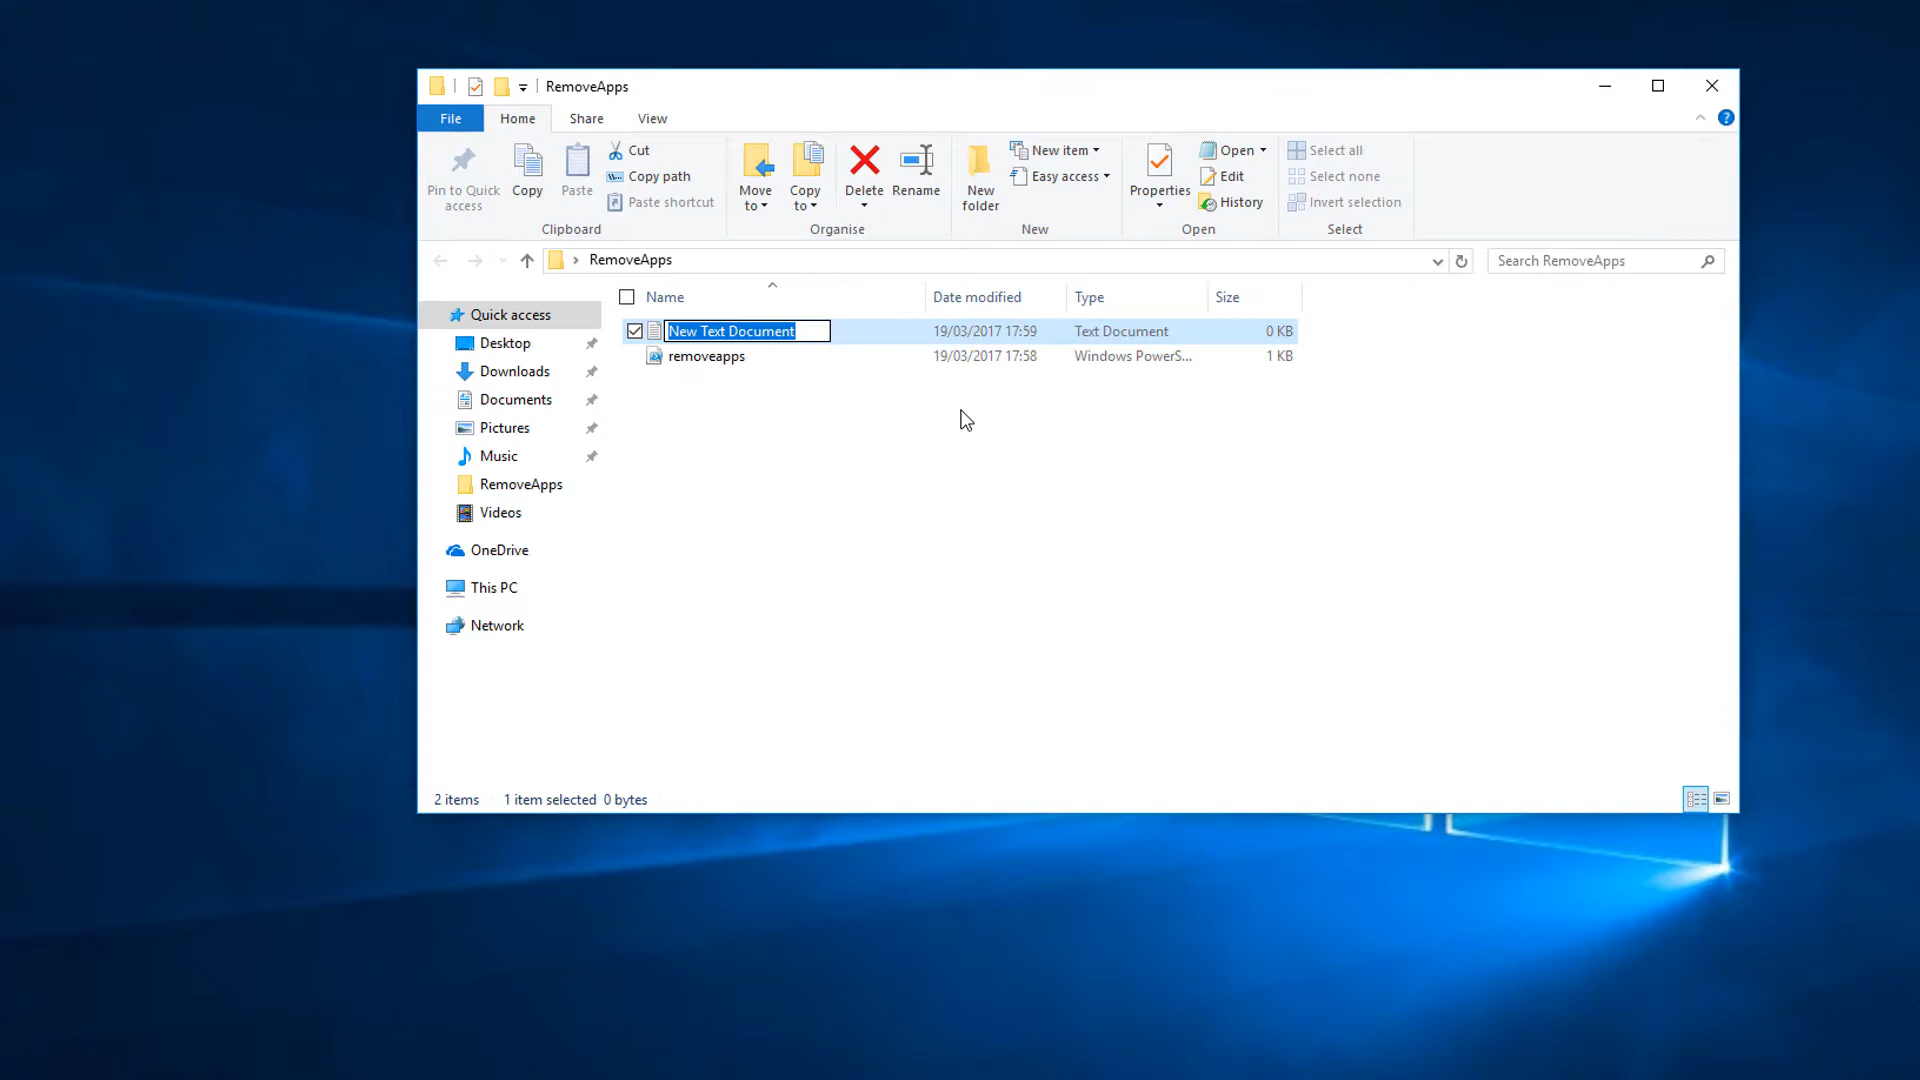 RemoveApps
File Home Share View
Pin to Quick access
Copy
Paste
Cut
Copy path
Paste shortcut
Clipboard
Move to
Copy to
Delete
Rename
Organise
New folder
New item
Easy access
New
Properties
Open
Edit
History
Open
Select all
Select none
Invert selection
Select
RemoveApps
Search RemoveApps
Name Date modified Type Size
New Text Document 19/03/2017 17:59 Text Document 0 KB
removeapps 19/03/2017 17:58 Windows PowerS... 1 KB
Quick access
Desktop
Downloads
Documents
Pictures
Music
RemoveApps
Videos
OneDrive
This PC
Network
2 items 1 item selected 0 bytes